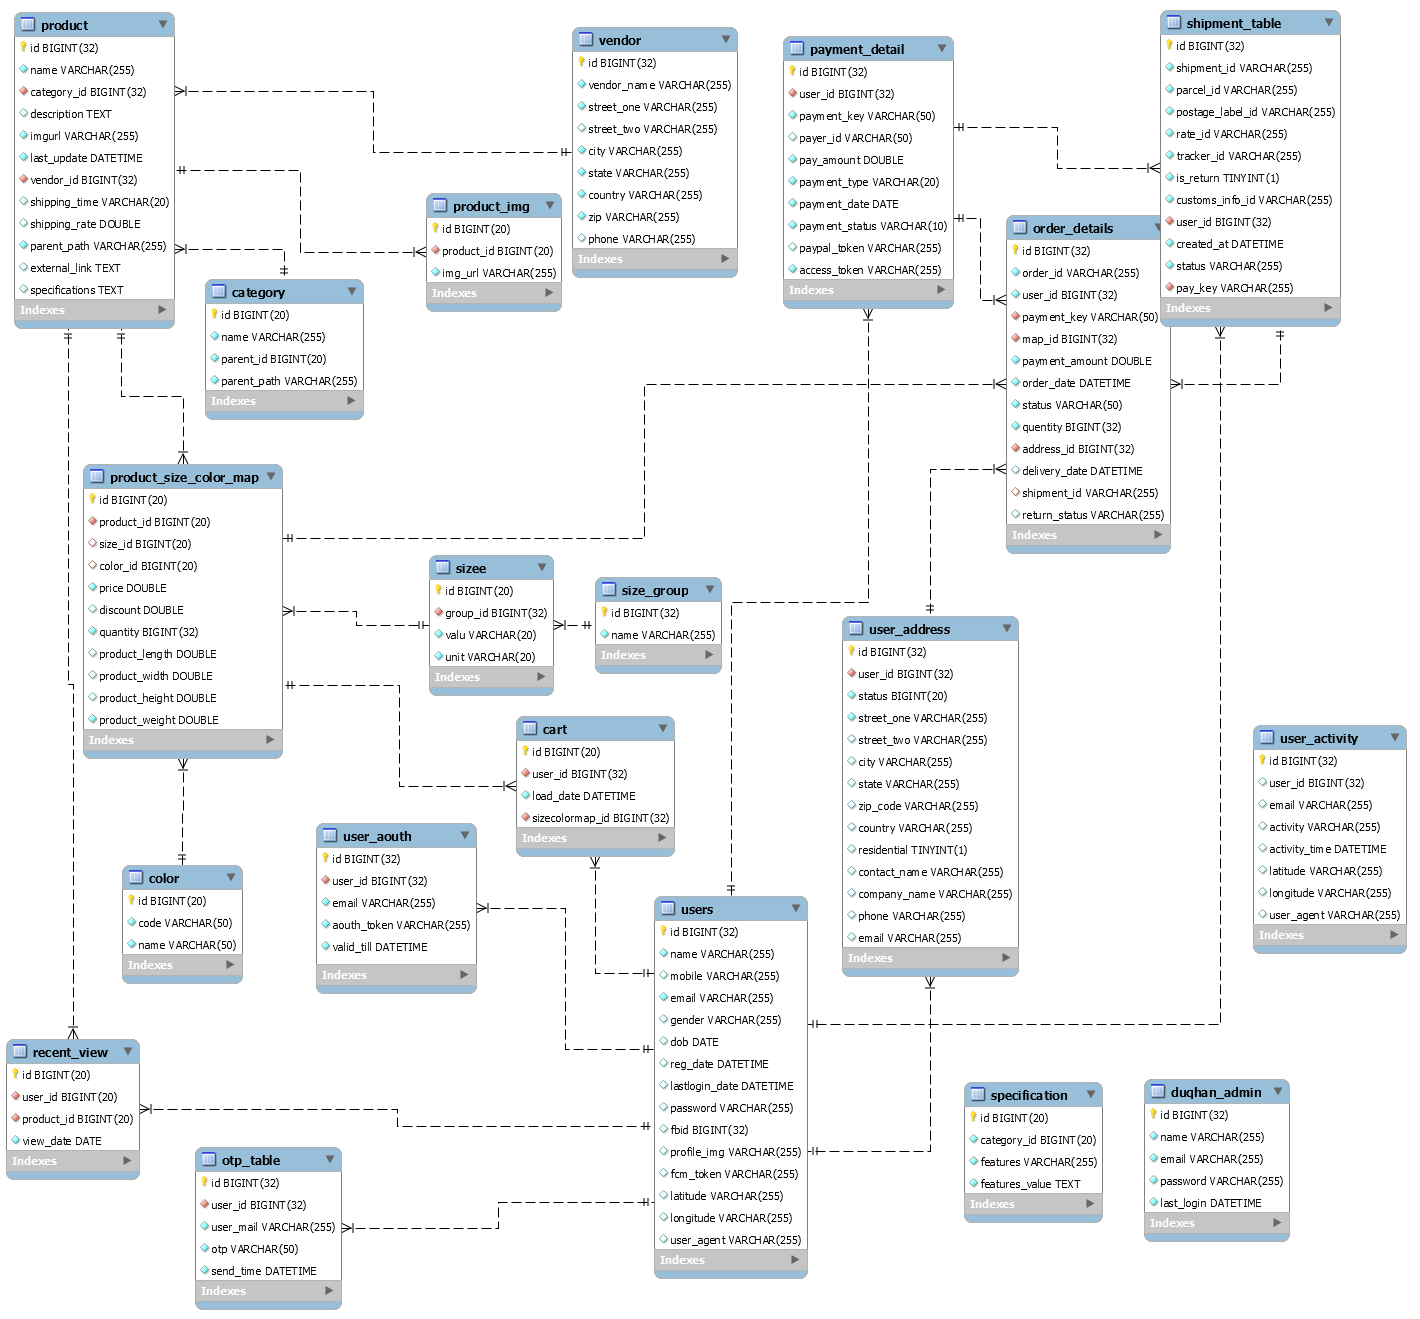 product
id BIGINT(32)
name VARCHAR(255)
category_id BIGINT(32)
description TEXT
imgurl VARCHAR(255)
last_update DATETIME
vendor_id BIGINT(32)
shipping_time VARCHAR(20)
shipping_rate DOUBLE
parent_path VARCHAR(255)
external_link TEXT
specifications TEXT
Indexes
vendor
id BIGINT(32)
vendor_name VARCHAR(255)
street_one VARCHAR(255)
street_two VARCHAR(255)
city VARCHAR(255)
state VARCHAR(255)
country VARCHAR(255)
zip VARCHAR(255)
phone VARCHAR(255)
Indexes
payment_detail
id BIGINT(32)
user_id BIGINT(32)
payment_key VARCHAR(50)
payer_id VARCHAR(50)
pay_amount DOUBLE
payment_type VARCHAR(20)
payment_date DATE
payment_status VARCHAR(10)
paypal_token VARCHAR(255)
access_token VARCHAR(255)
Indexes
shipment_table
id BIGINT(32)
shipment_id VARCHAR(255)
parcel_id VARCHAR(255)
postage_label_id VARCHAR(255)
rate_id VARCHAR(255)
tracker_id VARCHAR(255)
is_return TINYINT(1)
customs_info_id VARCHAR(255)
user_id BIGINT(32)
created_at DATETIME
status VARCHAR(255)
pay_key VARCHAR(255)
Indexes
product_img
id BIGINT(20)
product_id BIGINT(20)
img_url VARCHAR(255)
Indexes
order_details
id BIGINT(32)
order_id VARCHAR(255)
user_id BIGINT(32)
payment_key VARCHAR(50)
map_id BIGINT(32)
payment_amount DOUBLE
order_date DATETIME
status VARCHAR(50)
quentity BIGINT(32)
address_id BIGINT(32)
delivery_date DATETIME
shipment_id VARCHAR(255)
return_status VARCHAR(255)
Indexes
category
id BIGINT(20)
name VARCHAR(255)
parent_id BIGINT(20)
parent_path VARCHAR(255)
Indexes
product_size_color_map
id BIGINT(20)
product_id BIGINT(20)
size_id BIGINT(20)
color_id BIGINT(20)
price DOUBLE
discount DOUBLE
quantity BIGINT(32)
product_length DOUBLE
product_width DOUBLE
product_height DOUBLE
product_weight DOUBLE
Indexes
sizee
id BIGINT(20)
group_id BIGINT(32)
valu VARCHAR(20)
unit VARCHAR(20)
Indexes
size_group
id BIGINT(32)
name VARCHAR(255)
Indexes
user_address
id BIGINT(32)
user_id BIGINT(32)
status BIGINT(20)
street_one VARCHAR(255)
street_two VARCHAR(255)
city VARCHAR(255)
state VARCHAR(255)
zip_code VARCHAR(255)
country VARCHAR(255)
residential TINYINT(1)
contact_name VARCHAR(255)
company_name VARCHAR(255)
phone VARCHAR(255)
email VARCHAR(255)
Indexes
cart
id BIGINT(20)
user_id BIGINT(32)
load_date DATETIME
sizecolormap_id BIGINT(32)
Indexes
user_activity
id BIGINT(32)
user_id BIGINT(32)
email VARCHAR(255)
activity VARCHAR(255)
activity_time DATETIME
latitude VARCHAR(255)
longitude VARCHAR(255)
user_agent VARCHAR(255)
Indexes
user_aouth
id BIGINT(32)
user_id BIGINT(32)
email VARCHAR(255)
aouth_token VARCHAR(255)
valid_till DATETIME
Indexes
color
id BIGINT(20)
code VARCHAR(50)
name VARCHAR(50)
Indexes
users
id BIGINT(32)
name VARCHAR(255)
mobile VARCHAR(255)
email VARCHAR(255)
gender VARCHAR(255)
dob DATE
reg_date DATETIME
lastlogin_date DATETIME
password VARCHAR(255)
fbid BIGINT(32)
profile_img VARCHAR(255)
fcm_token VARCHAR(255)
latitude VARCHAR(255)
longitude VARCHAR(255)
user_agent VARCHAR(255)
Indexes
recent_view
id BIGINT(20)
user_id BIGINT(20)
product_id BIGINT(20)
view_date DATE
Indexes
otp_table
id BIGINT(32)
user_id BIGINT(32)
user_mail VARCHAR(255)
otp VARCHAR(50)
send_time DATETIME
Indexes
specification
id BIGINT(20)
category_id BIGINT(20)
features VARCHAR(255)
features_value TEXT
Indexes
duqhan_admin
id BIGINT(32)
name VARCHAR(255)
email VARCHAR(255)
password VARCHAR(255)
last_login DATETIME
Indexes